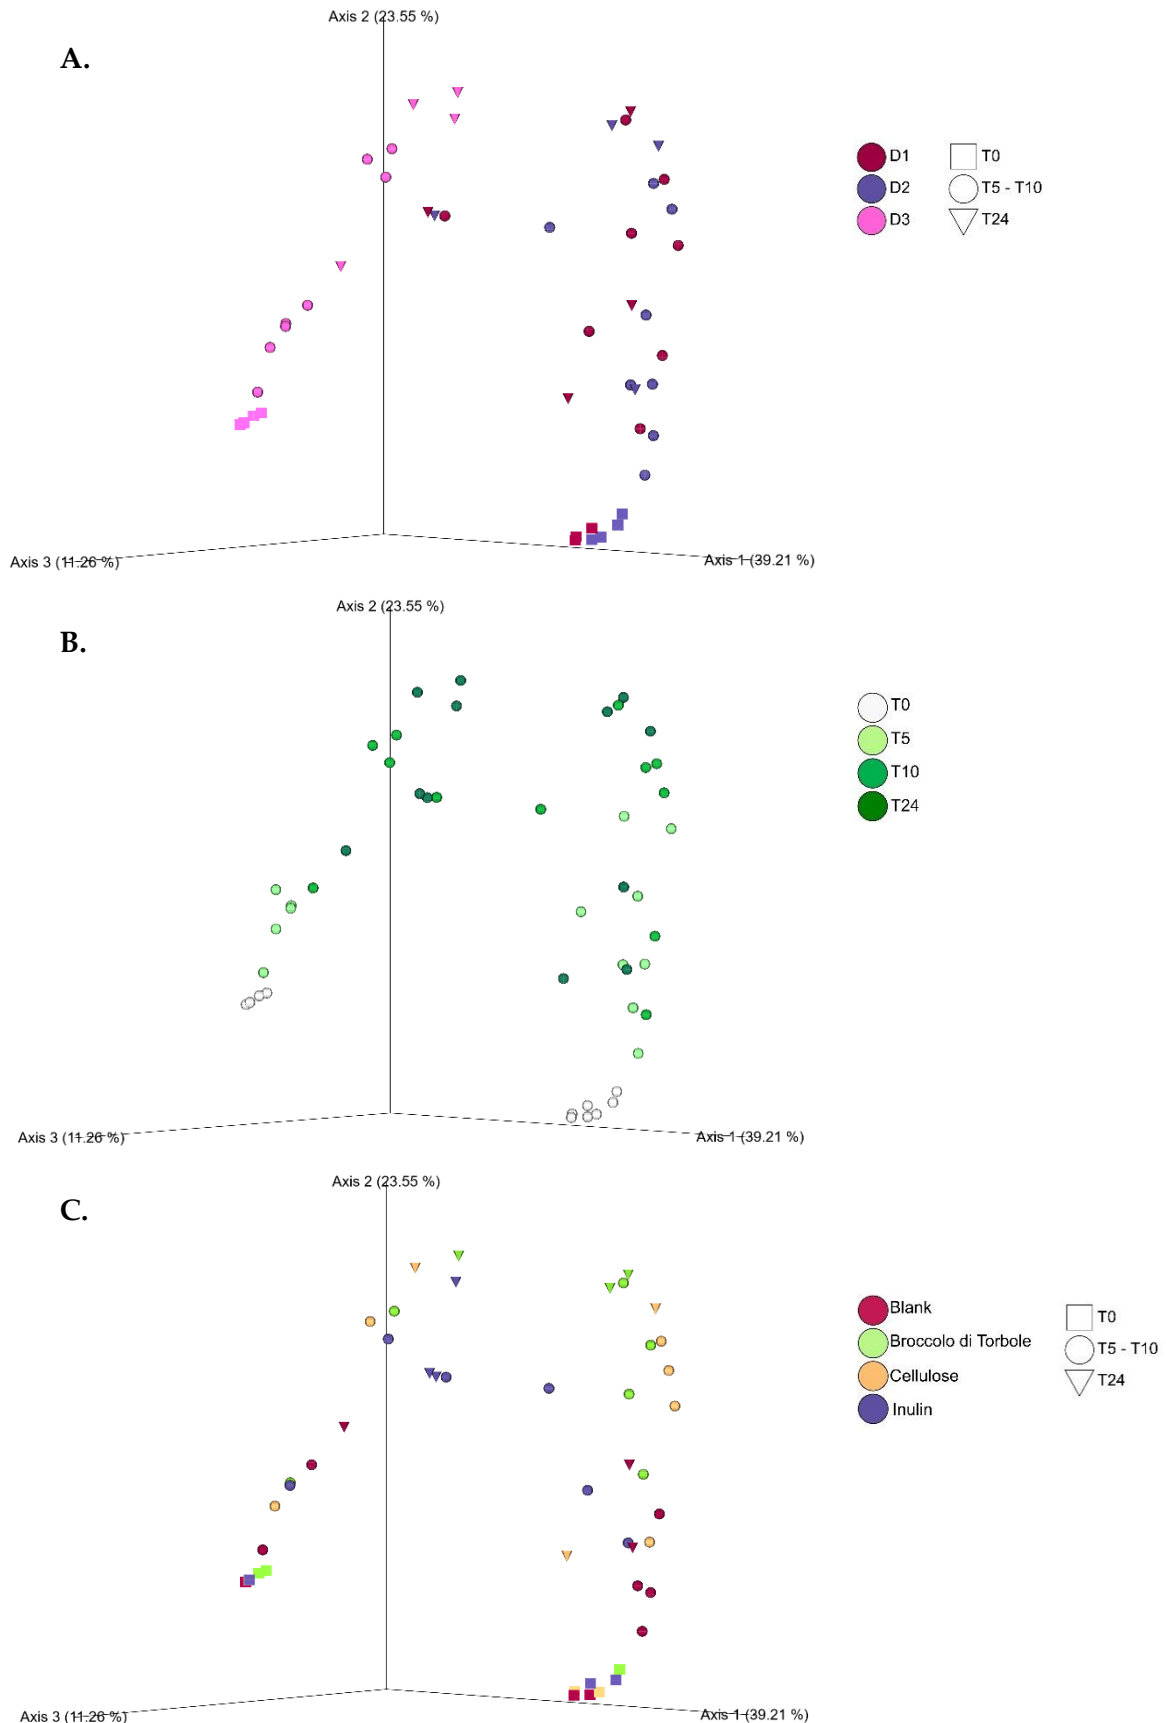 Axis 2 (23.55 %)
A.
D1
T0
D2
T5 - T10
D3
T24
Axis 3 (11.26 %)
Axis 1 (39.21 %)
Axis 2 (23.55 %)
B.
T0
T5
T10
T24
Axis 3 (11.26 %)
Axis 1 (39.21 %)
Axis 2 (23.55 %)
C.
Blank
T0
Broccolo di Torbole
T5 - T10
Cellulose
T24
Inulin
Axis 3 (11.26 %)
Axis 1 (39.21 %)